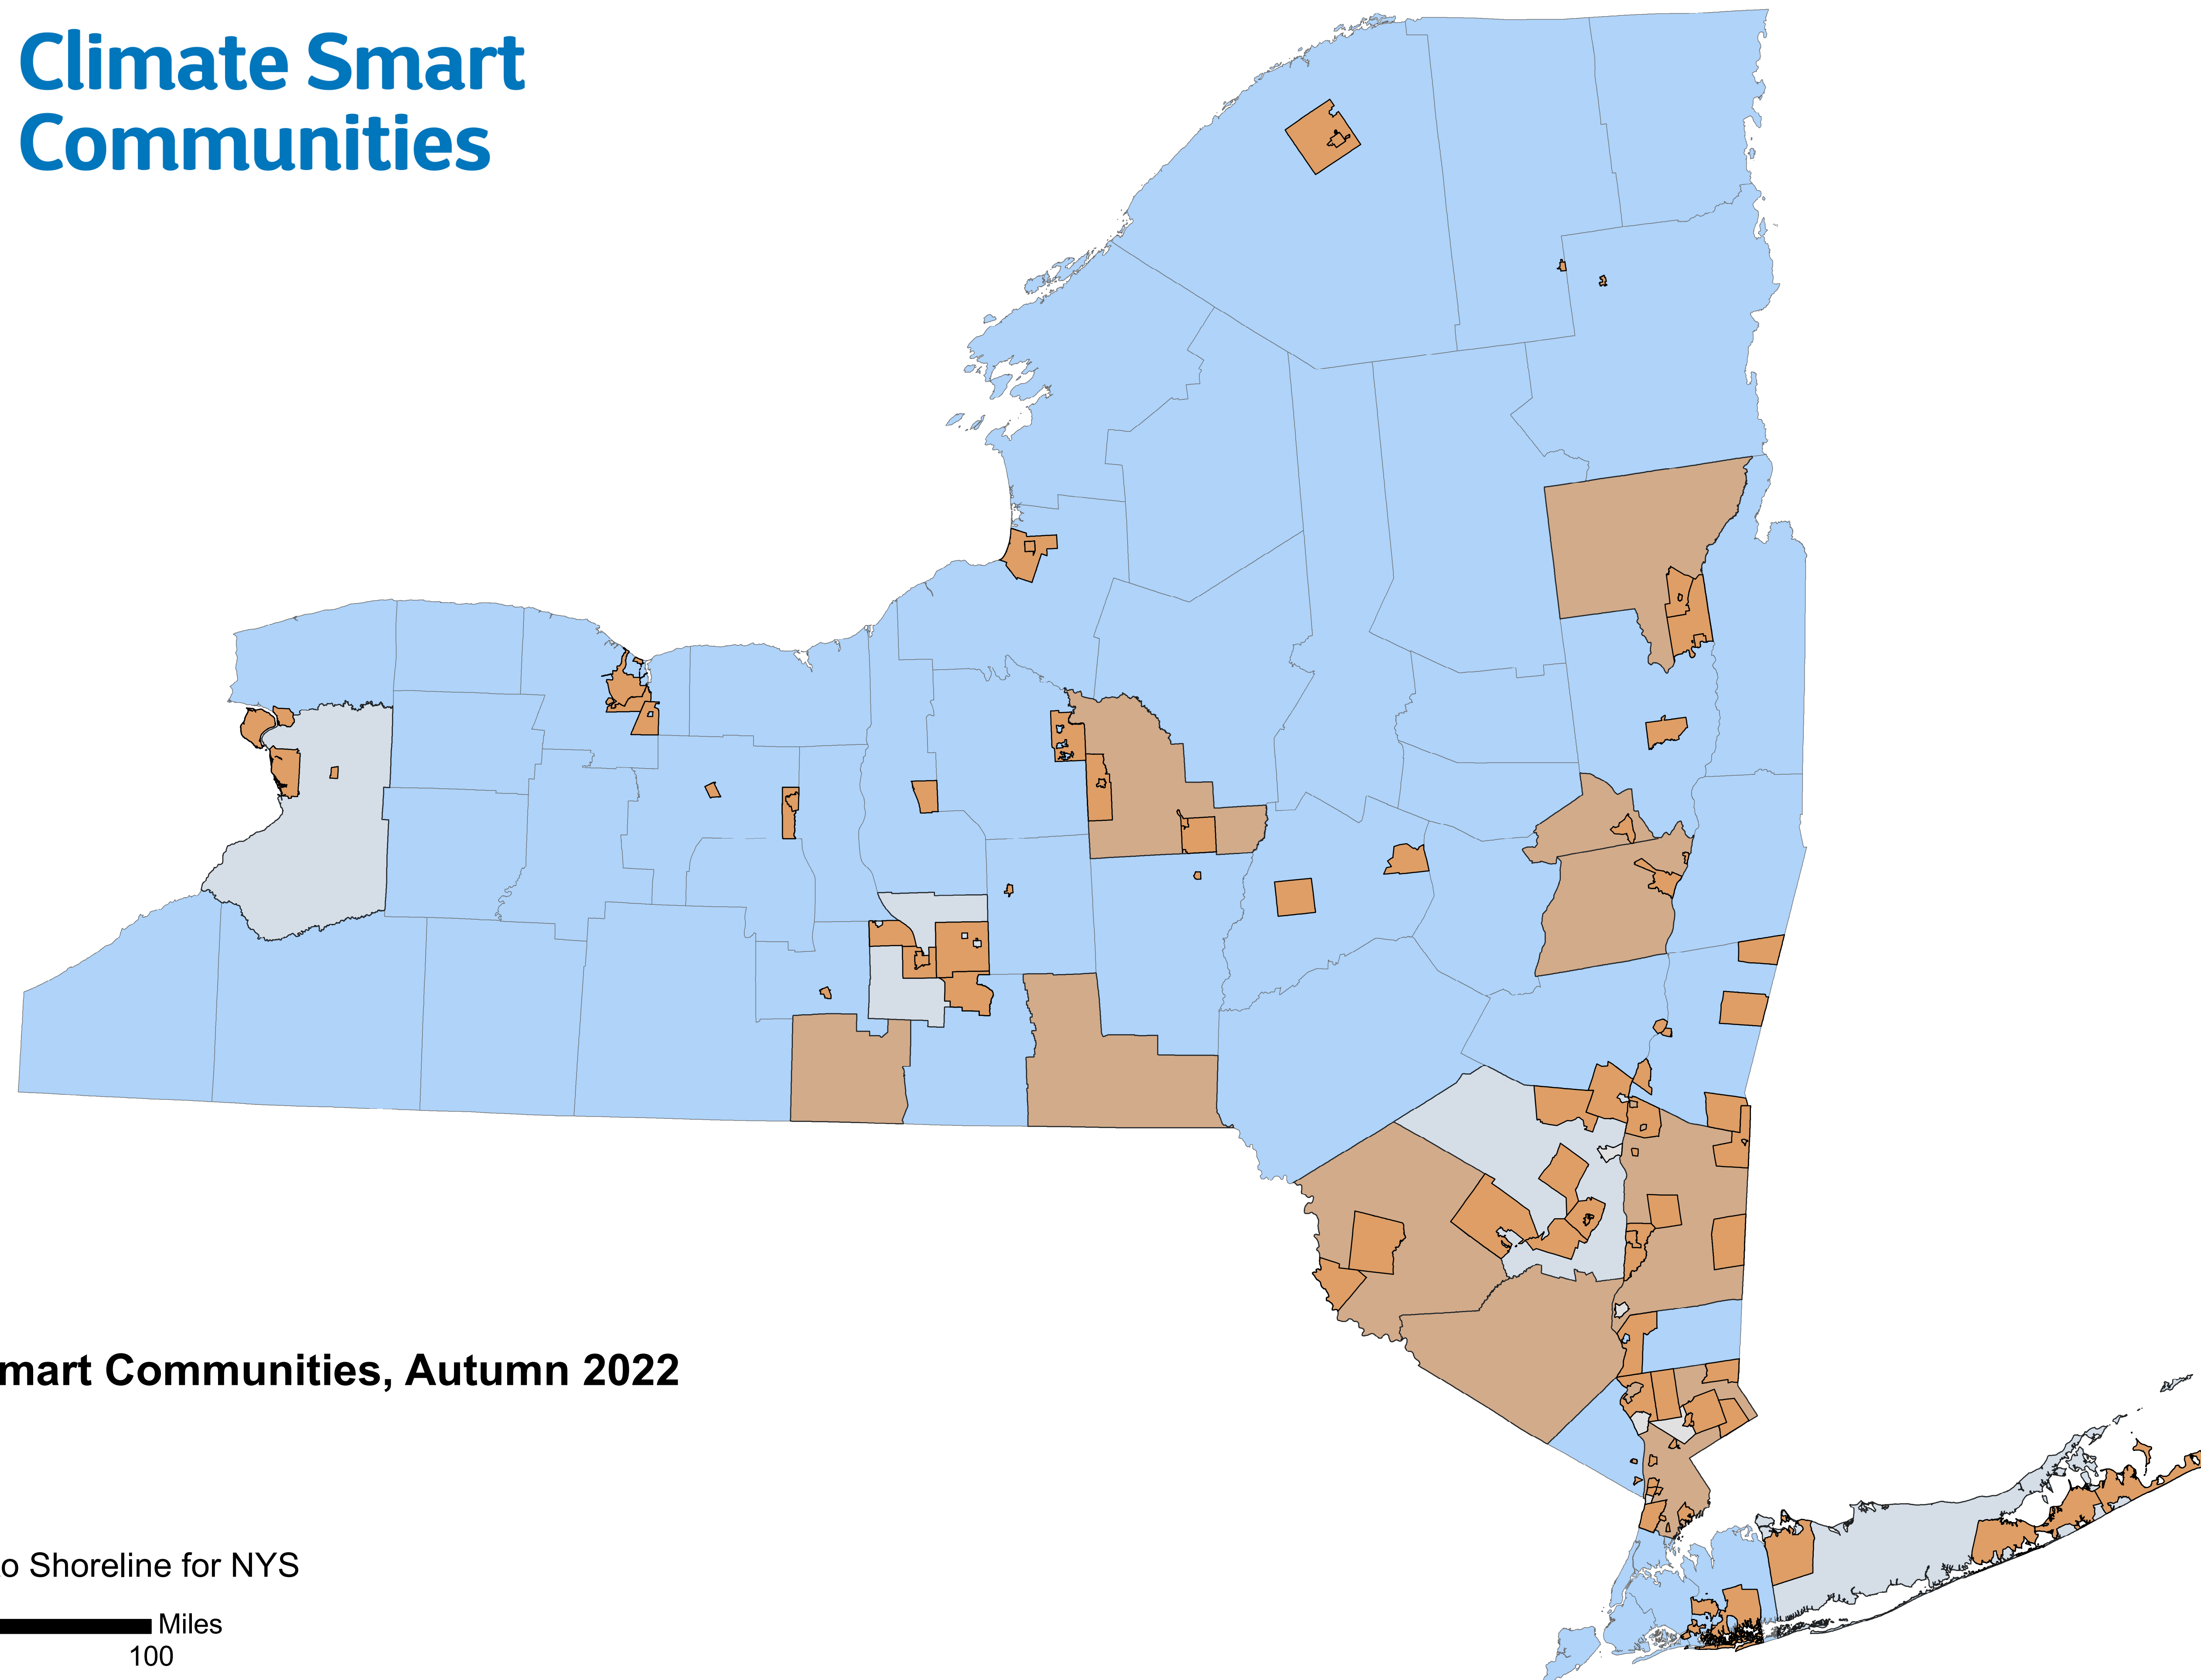 Climate Smart
Communities
mart Communities, Autumn 2022
o Shoreline for NYS
Miles
100